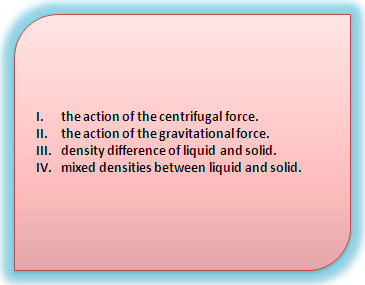 I. the action of the centrifugal force.
II. the action of the gravitational force.
III. density difference of liquid and solid.
IV. mixed densities between liquid and solid.